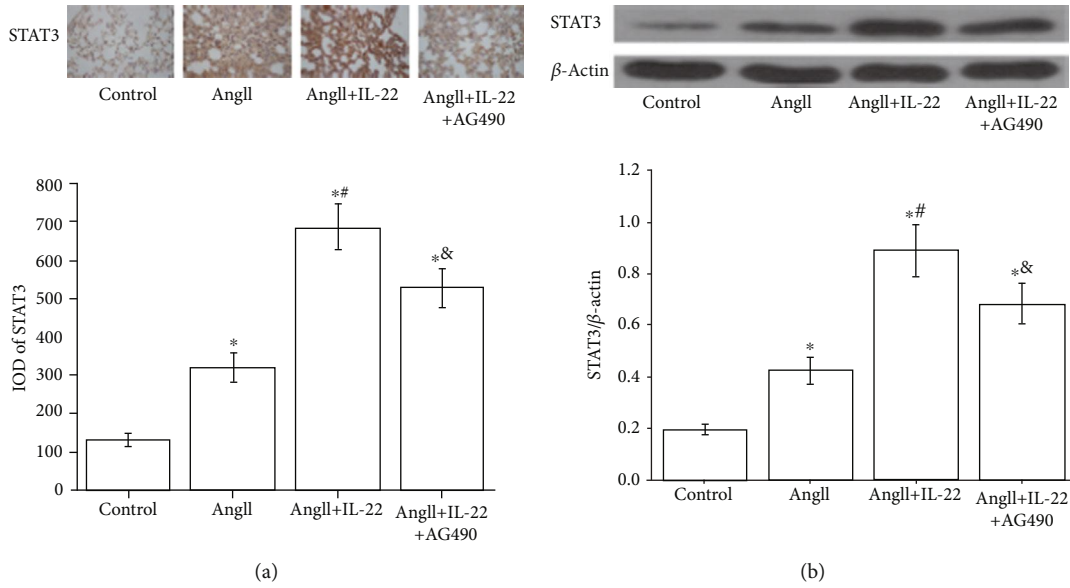 STAT3
Control
AngII
AngII+IL-22
AngII+IL-22
+AG490
IOD of STAT3
800
700
600
500
400
300
200
100
0
*
*#
*&
Control
AngII
AngII+IL-22
AngII+IL-22
+AG490
(a)
STAT3
β-Actin
Control
AngII
AngII+IL-22
AngII+IL-22
+AG490
STAT3/β-actin
1.2
1.0
0.8
0.6
0.4
0.2
0.0
*
*#
*&
Control
AngII
AngII+IL-22
AngII+IL-22
+AG490
(b)